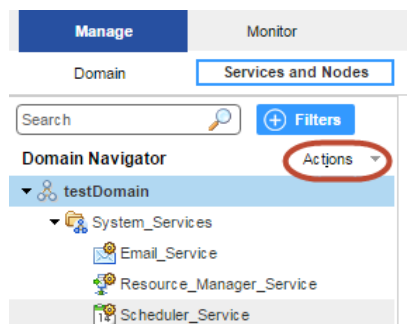 Manage Monitor
Domain Services and Nodes
Search Filters
Domain Navigator Actions
testDomain
System_Services
Email_Service
Resource_Manager_Service
Scheduler_Service